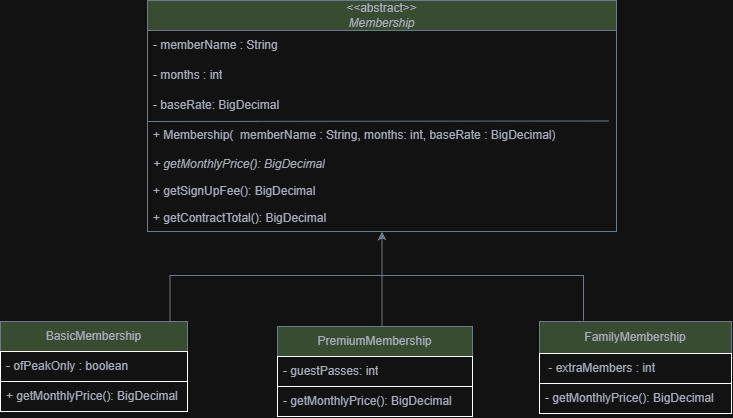 <<abstract>>
Membership
- memberName : String
- months : int
- baseRate: BigDecimal
+ Membership( memberName : String, months: int, baseRate : BigDecimal)
+ getMonthlyPrice(): BigDecimal
+ getSignUpFee(): BigDecimal
+ getContractTotal(): BigDecimal
BasicMembership
- ofPeakOnly : boolean
+ getMonthlyPrice(): BigDecimal
PremiumMembership
- guestPasses: int
- getMonthlyPrice(): BigDecimal
FamilyMembership
- extraMembers : int
- getMonthlyPrice(): BigDecimal